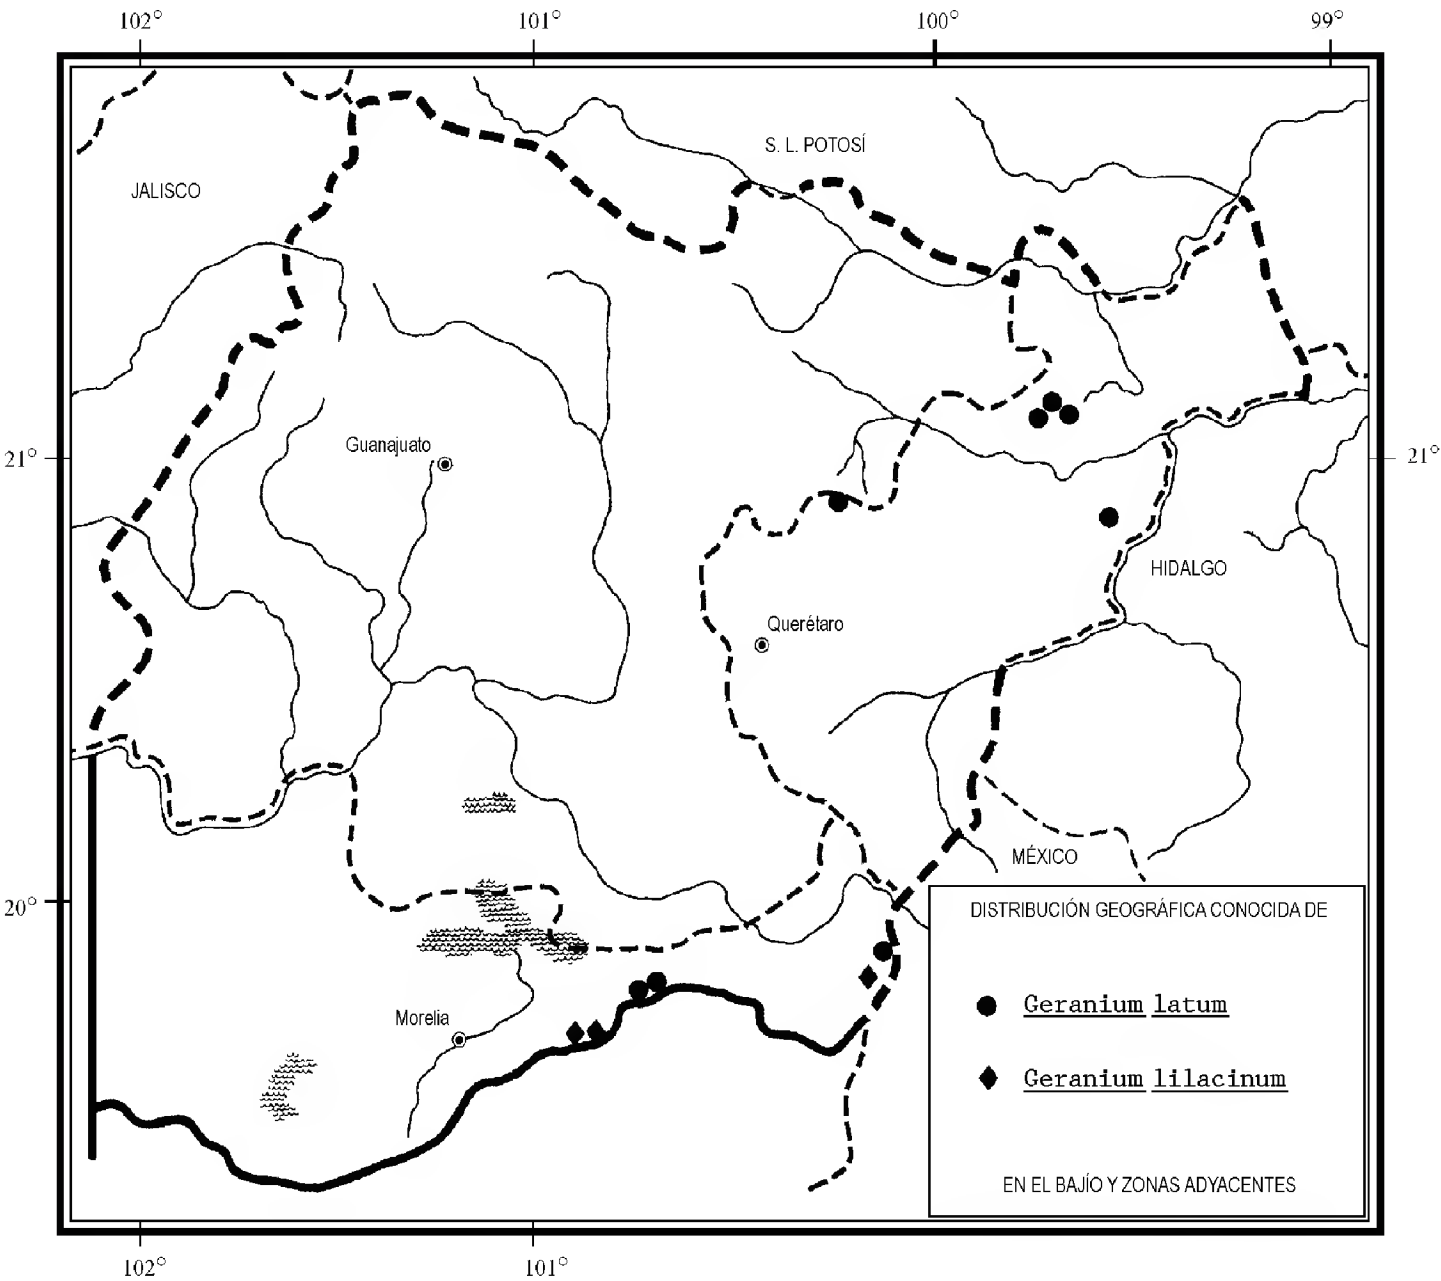 102° 101° 100° 99°
S. L. POTOSÍ
JALISCO
Guanajuato
21° 21°
HIDALGO
Querétaro
MÉXICO
20°
DISTRIBUCIÓN GEOGRÁFICA CONOCIDA DE
Geranium latum
Morelia
Geranium lilacinum
EN EL BAJÍO Y ZONAS ADYACENTES
102° 101°